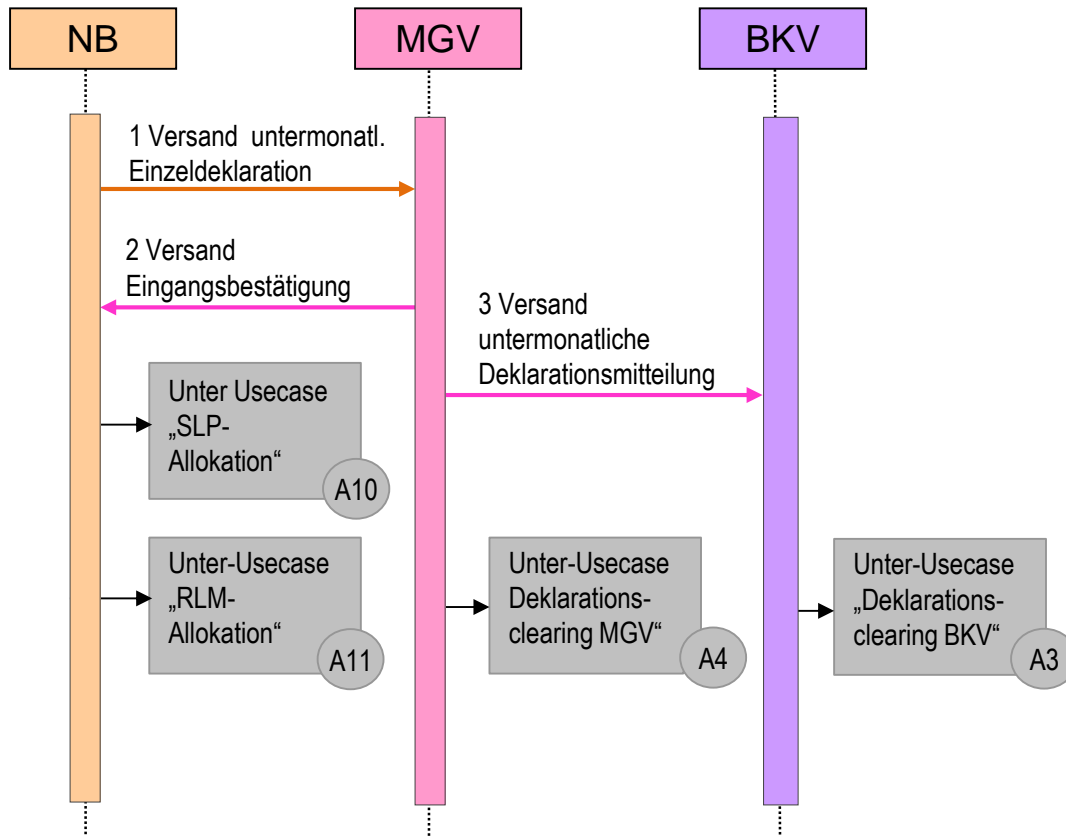 NB
MGV
BKV
1 Versand untermonatl.
Einzeldeklaration
2 Versand
Eingangsbestätigung
3 Versand
untermonatliche
Deklarationsmitteilung
Unter Usecase
„SLP-
Allokation“
A10
Unter-Usecase
„RLM-
Allokation“
A11
Unter-Usecase
Deklarations-
clearing MGV“
A4
Unter-Usecase
„Deklarations-
clearing BKV“
A3